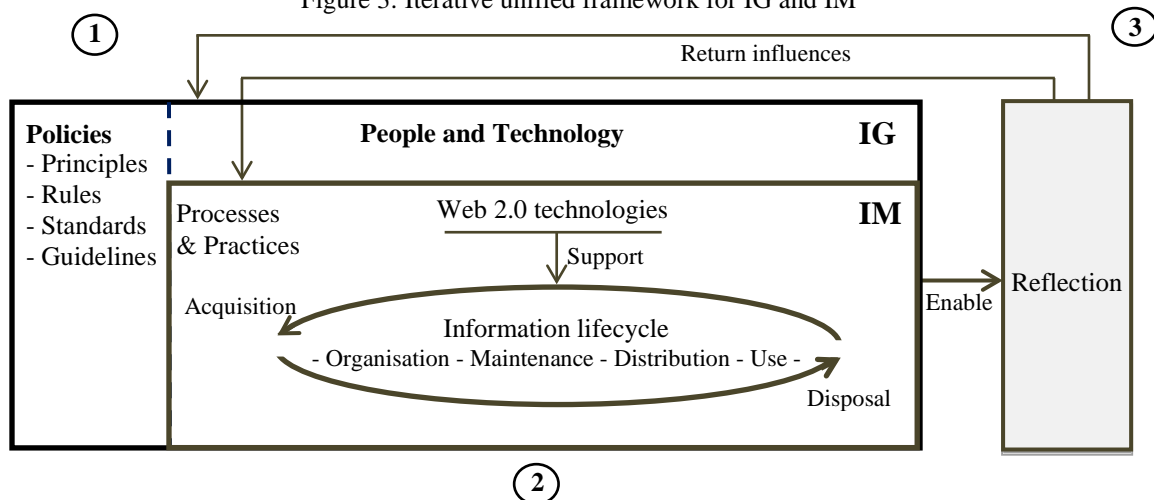 Figure 3: Iterative unified framework for IG and IM
1
3
Return influences
Policies
- Principles
- Rules
- Standards
- Guidelines
People and Technology
IG
Processes
& Practices
Web 2.0 technologies
IM
Support
Acquisition
Information lifecycle
- Organisation - Maintenance - Distribution - Use -
Disposal
Enable
Reflection
2